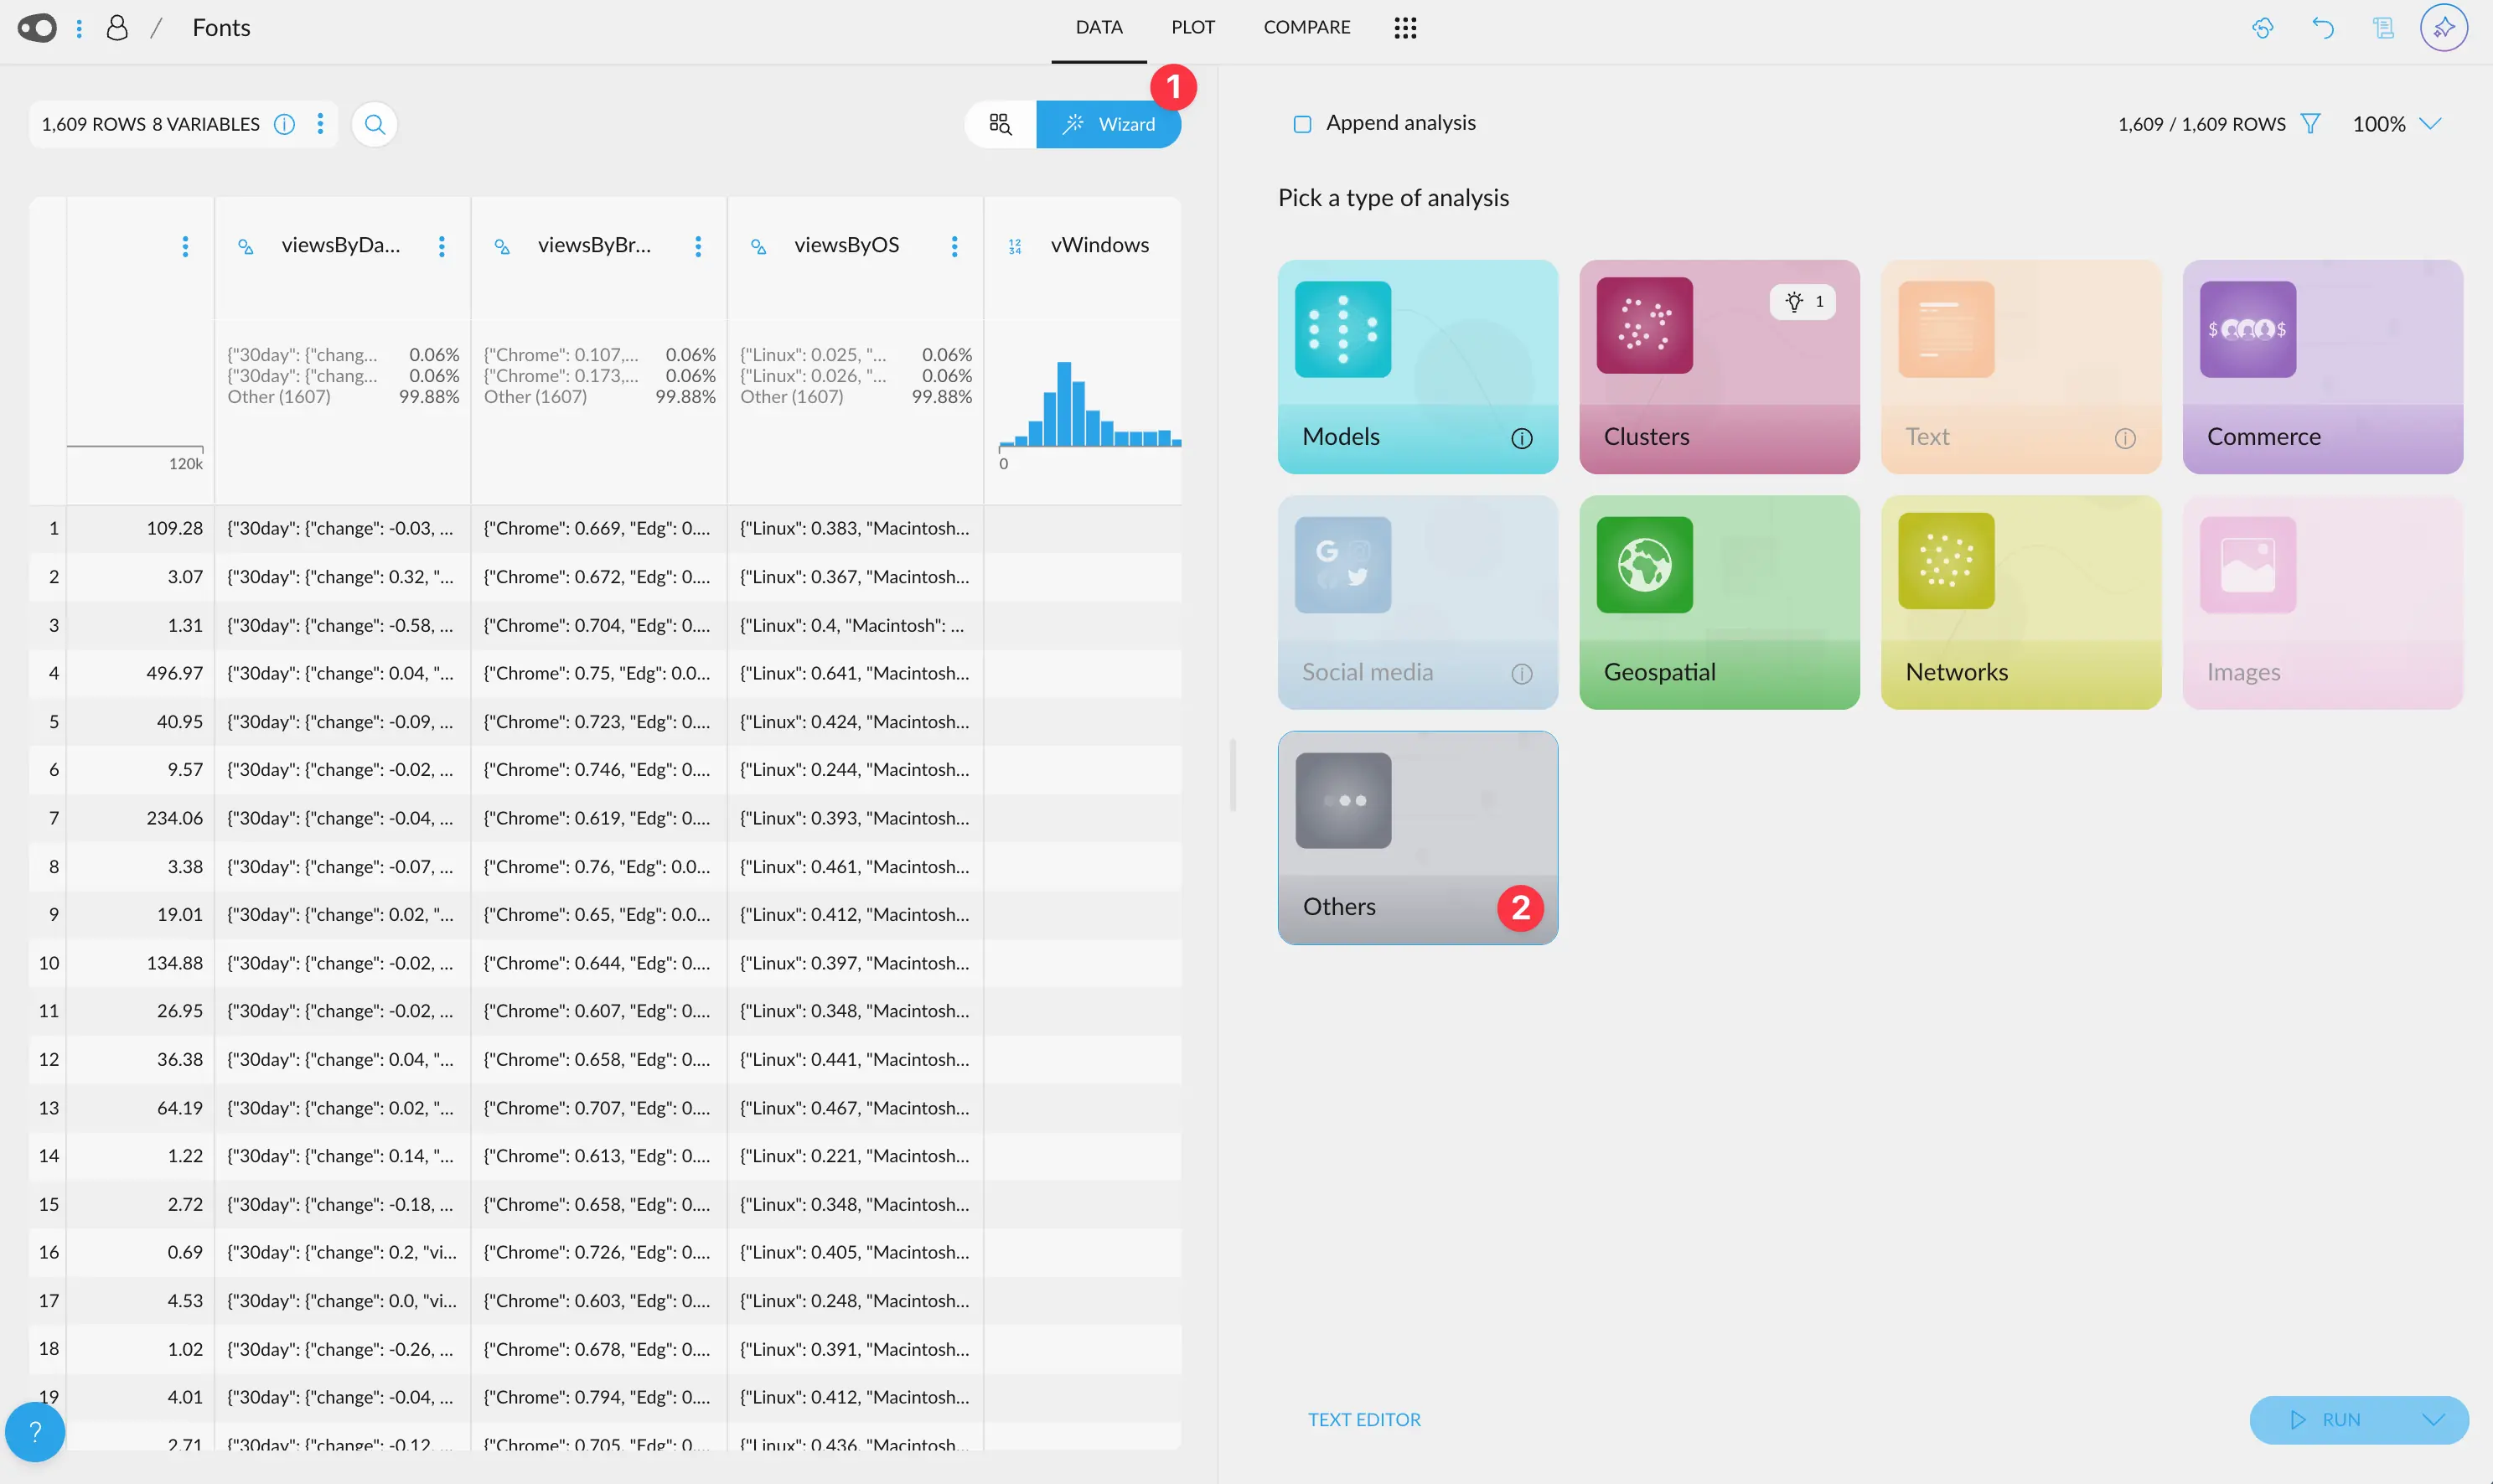 / Fonts DATA PLOT COMPARE
1
1,609 ROWS 8 VARIABLES
Wizard
viewsByDa... viewsByBr... viewsByOS 12 34 vWindows
{"30day": {"chang... 0.06% {"Chrome": 0.107,... 0.06% {"Linux": 0.025, "... 0.06%
{"30day": {"chang... 0.06% {"Chrome": 0.173,... 0.06% {"Linux": 0.026, "... 0.06%
Other (1607) 99.88% Other (1607) 99.88% Other (1607) 99.88%
120k 0
1 109.28 {"30day": {"change": -0.03, ... {"Chrome": 0.669, "Edg": 0.... {"Linux": 0.383, "Macintosh...
2 3.07 {"30day": {"change": 0.32, "... {"Chrome": 0.672, "Edg": 0.... {"Linux": 0.367, "Macintosh...
3 1.31 {"30day": {"change": -0.58, ... {"Chrome": 0.704, "Edg": 0.... {"Linux": 0.4, "Macintosh": ...
4 496.97 {"30day": {"change": 0.04, "... {"Chrome": 0.75, "Edg": 0.0... {"Linux": 0.641, "Macintosh...
5 40.95 {"30day": {"change": -0.09, ... {"Chrome": 0.723, "Edg": 0.... {"Linux": 0.424, "Macintosh...
6 9.57 {"30day": {"change": -0.02, ... {"Chrome": 0.746, "Edg": 0.... {"Linux": 0.244, "Macintosh...
7 234.06 {"30day": {"change": -0.04, ... {"Chrome": 0.619, "Edg": 0.... {"Linux": 0.393, "Macintosh...
8 3.38 {"30day": {"change": -0.07, ... {"Chrome": 0.76, "Edg": 0.0... {"Linux": 0.461, "Macintosh...
9 19.01 {"30day": {"change": 0.02, "... {"Chrome": 0.65, "Edg": 0.0... {"Linux": 0.412, "Macintosh...
10 134.88 {"30day": {"change": -0.02, ... {"Chrome": 0.644, "Edg": 0.... {"Linux": 0.397, "Macintosh...
11 26.95 {"30day": {"change": -0.02, ... {"Chrome": 0.607, "Edg": 0.... {"Linux": 0.348, "Macintosh...
12 36.38 {"30day": {"change": 0.04, "... {"Chrome": 0.658, "Edg": 0.... {"Linux": 0.441, "Macintosh...
13 64.19 {"30day": {"change": 0.02, "... {"Chrome": 0.707, "Edg": 0.... {"Linux": 0.467, "Macintosh...
14 1.22 {"30day": {"change": 0.14, "... {"Chrome": 0.613, "Edg": 0.... {"Linux": 0.221, "Macintosh...
15 2.72 {"30day": {"change": -0.18, ... {"Chrome": 0.658, "Edg": 0.... {"Linux": 0.348, "Macintosh...
16 0.69 {"30day": {"change": 0.2, "vi... {"Chrome": 0.726, "Edg": 0.... {"Linux": 0.405, "Macintosh...
17 4.53 {"30day": {"change": 0.0, "vi... {"Chrome": 0.603, "Edg": 0.... {"Linux": 0.248, "Macintosh...
18 1.02 {"30day": {"change": -0.26, ... {"Chrome": 0.678, "Edg": 0.... {"Linux": 0.391, "Macintosh...
19 4.01 {"30day": {"change": -0.04, ... {"Chrome": 0.794, "Edg": 0.... {"Linux": 0.412, "Macintosh...
2.71 {"30day": {"change": -0.12, ... {"Chrome": 0.705, "Edg": 0.... {"Linux": 0.436, "Macintosh...
?
Append analysis 1,609 / 1,609 ROWS 100%
Pick a type of analysis
1
$ $
Models Clusters Text Commerce
G
Social media Geospatial Networks Images
Others 2
TEXT EDITOR RUN